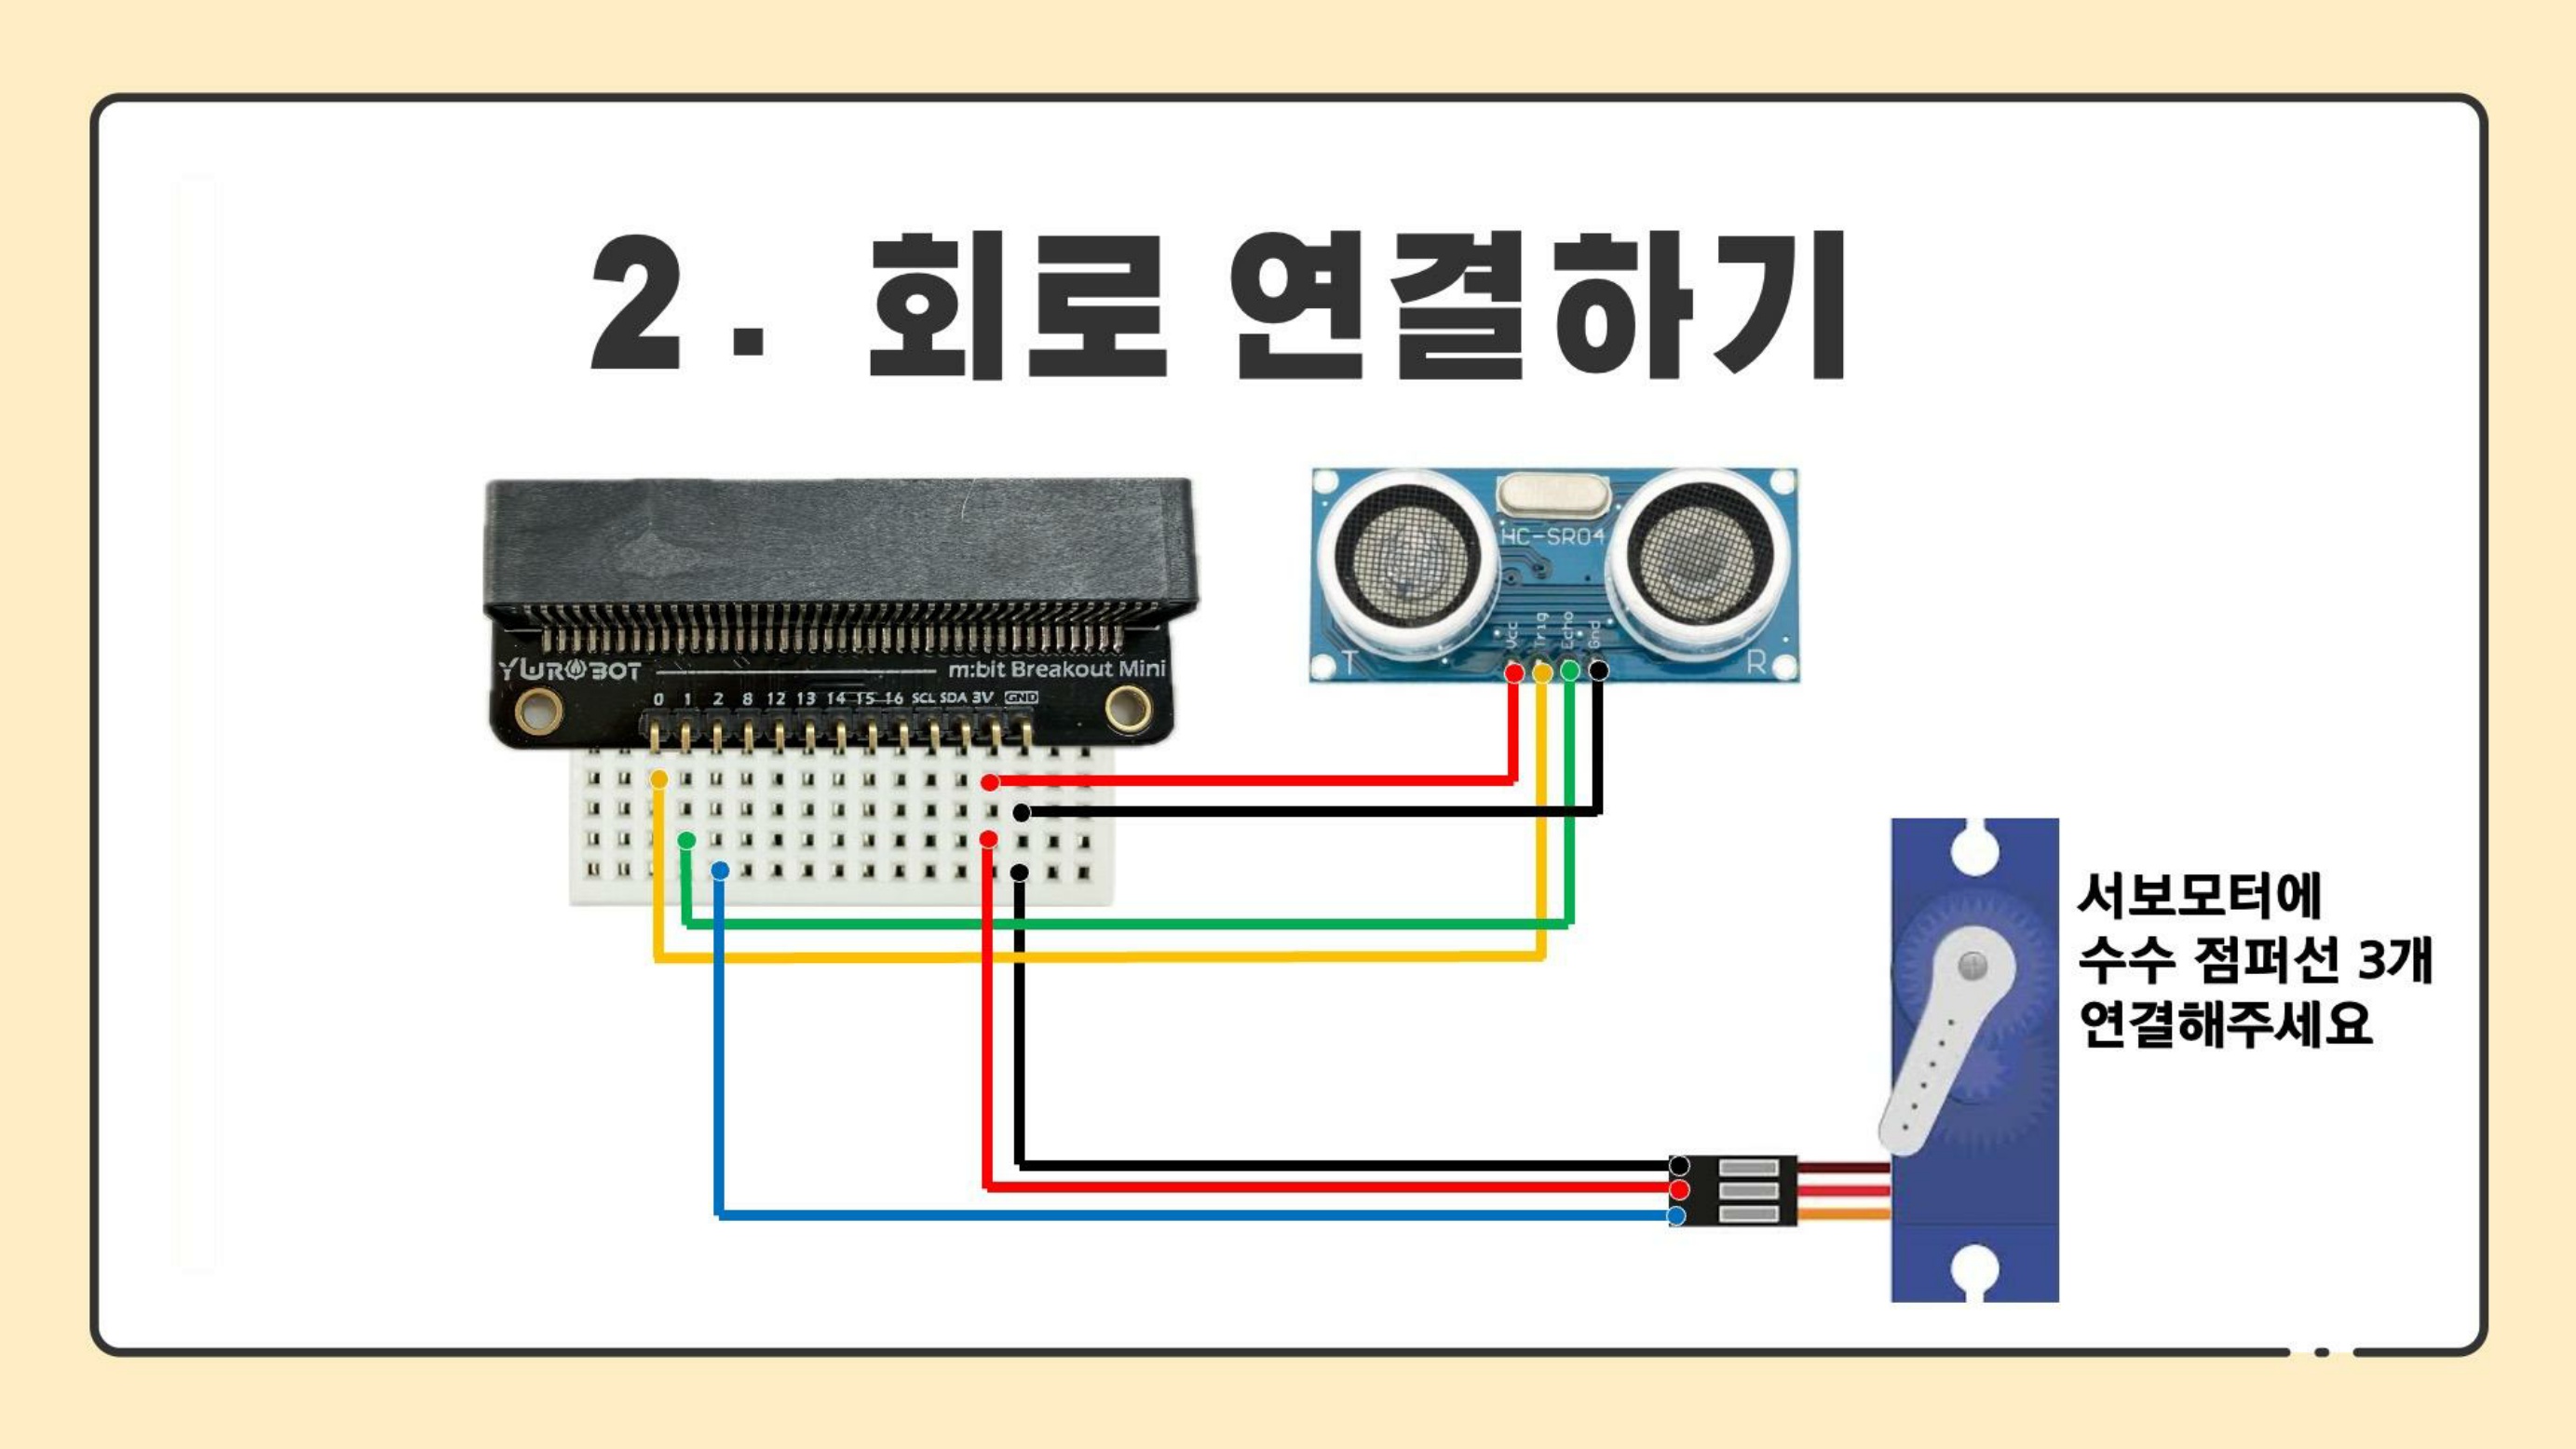 2. 회로 연결하기
HC-SR04
Vcc Trig Echo Gnd
T R
YWROBOT m:bit Breakout Mini
0 1 2 8 12 13 14 15 16 SCL SDA 3V GND
서보모터에
수수 점퍼선 3개
연결해주세요